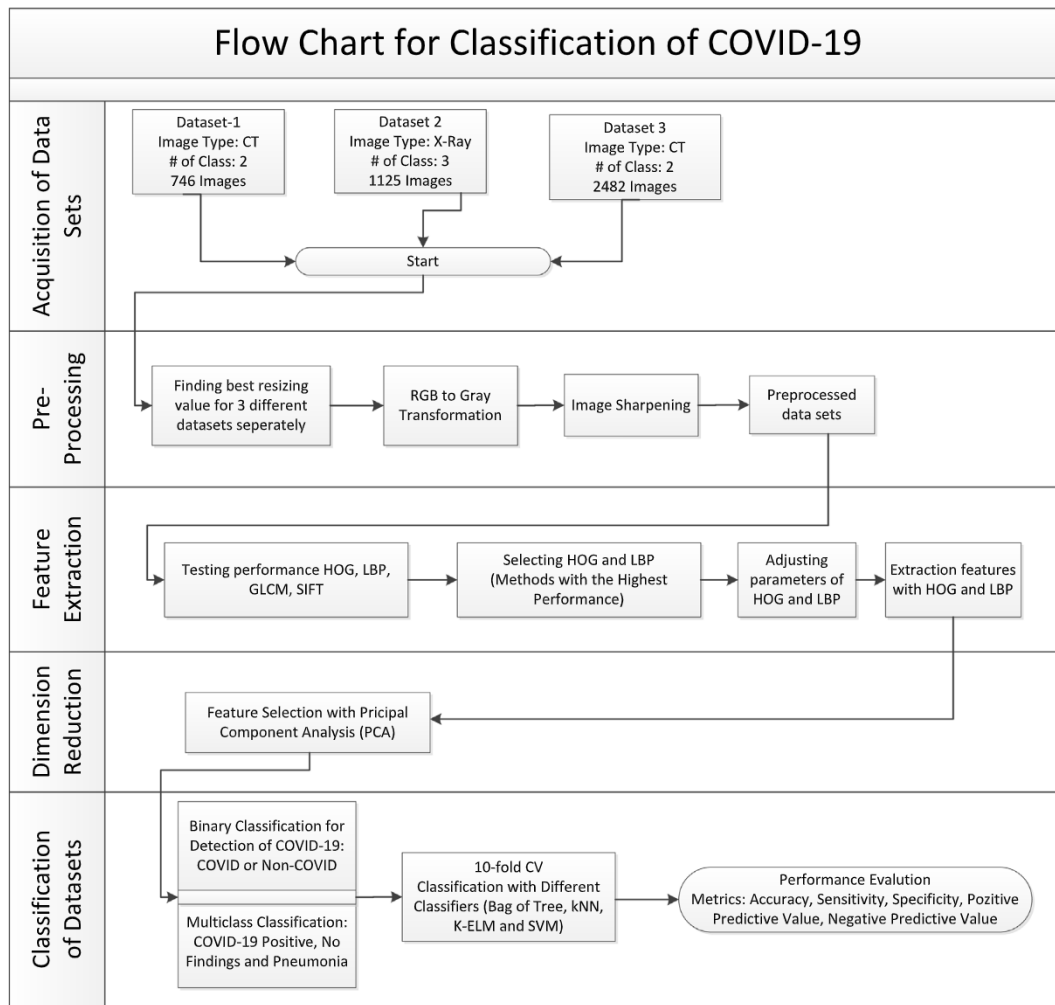 Flow Chart for Classification of COVID-19
Acquisition of Data
Sets
Dataset-1
Image Type: CT
# of Class: 2
746 Images
Dataset 2
Image Type: X-Ray
# of Class: 3
1125 Images
Dataset 3
Image Type: CT
# of Class: 2
2482 Images
Start
Pre-
Processing
Finding best resizing
value for 3 different
datasets seperately
RGB to Gray
Transformation
Image Sharpening
Preprocessed
data sets
Feature
Extraction
Testing performance HOG, LBP,
GLCM, SIFT
Selecting HOG and LBP
(Methods with the Highest
Performance)
Adjusting
parameters of
HOG and LBP
Extraction features
with HOG and LBP
Dimension
Reduction
Feature Selection with Pricipal
Component Analysis (PCA)
Classification
of Datasets
Binary Classification for
Detection of COVID-19:
COVID or Non-COVID
Multiclass Classification:
COVID-19 Positive, No
Findings and Pneumonia
10-fold CV
Classification with Different
Classifiers (Bag of Tree, kNN,
K-ELM and SVM)
Performance Evalution
Metrics: Accuracy, Sensitivity, Specificity, Pozitive
Predictive Value, Negative Predictive Value